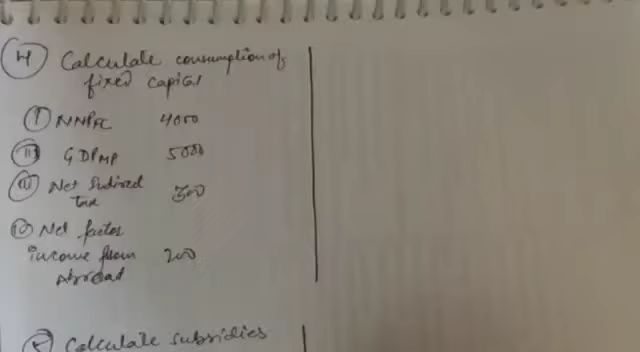 4 Calculate consumption of
fixed capital
I NNPFC 4000
II GDPMP 5000
III Net Indirect 300
tax
IV Net factor
income from 200
abroad
5 Calculate subsidies